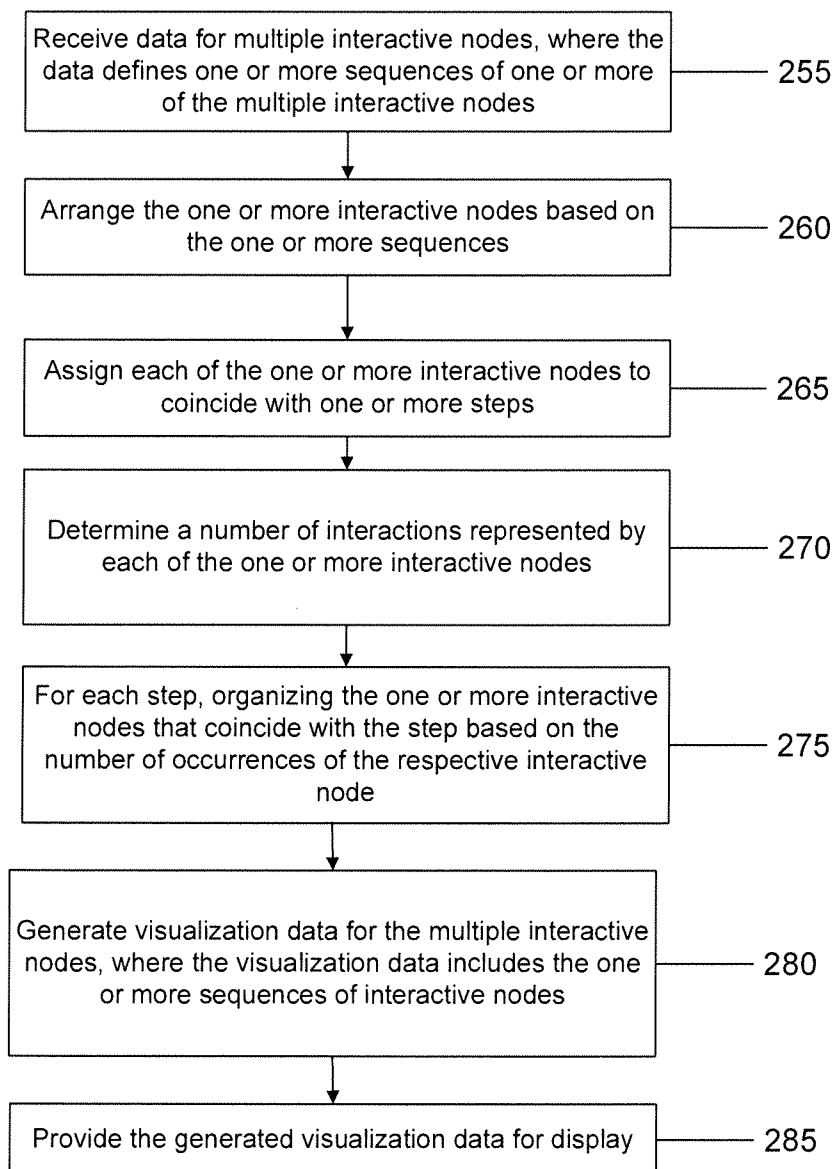 Receive data for multiple interactive nodes, where the
data defines one or more sequences of one or more
of the multiple interactive nodes
255
Arrange the one or more interactive nodes based on
the one or more sequences
260
Assign each of the one or more interactive nodes to
coincide with one or more steps
265
Determine a number of interactions represented by
each of the one or more interactive nodes
270
For each step, organizing the one or more interactive
nodes that coincide with the step based on the
number of occurrences of the respective interactive
node
275
Generate visualization data for the multiple interactive
nodes, where the visualization data includes the one
or more sequences of interactive nodes
280
Provide the generated visualization data for display
285